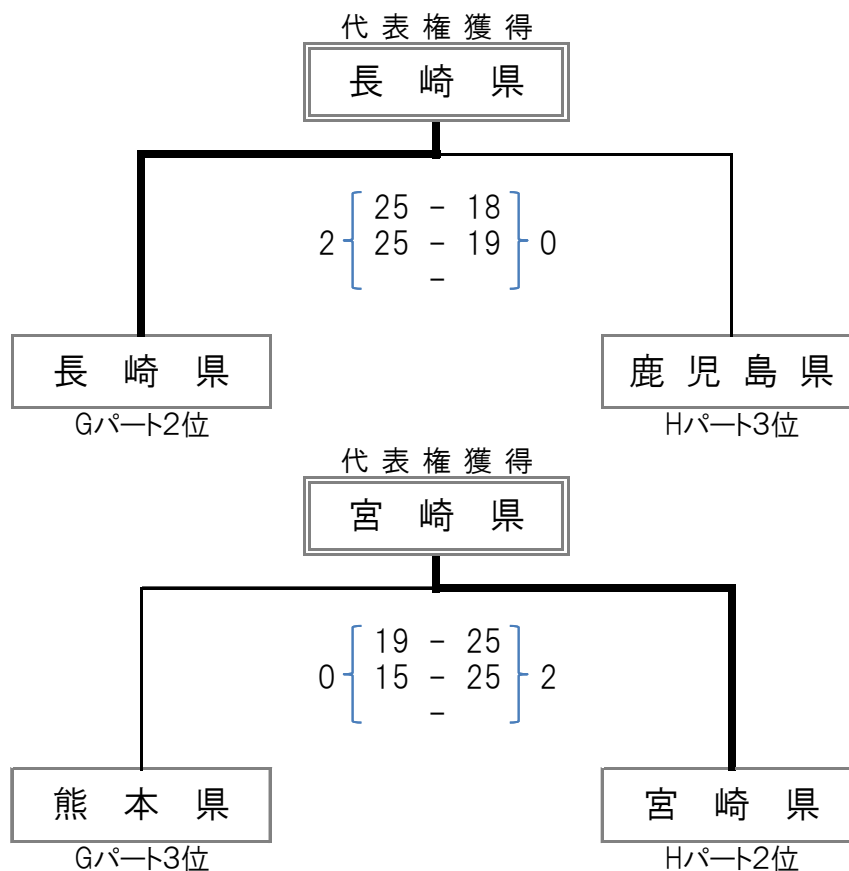 代表権獲得
長崎県
25 - 18
2 25 - 19 0
-
長崎県 鹿児島県
Gパート2位 Hパート3位
代表権獲得
宮崎県
19 - 25
0 15 - 25 2
-
熊本県 宮崎県
Gパート3位 Hパート2位